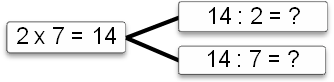 2 x 7 = 14
14 : 2 = ?
14 : 7 = ?